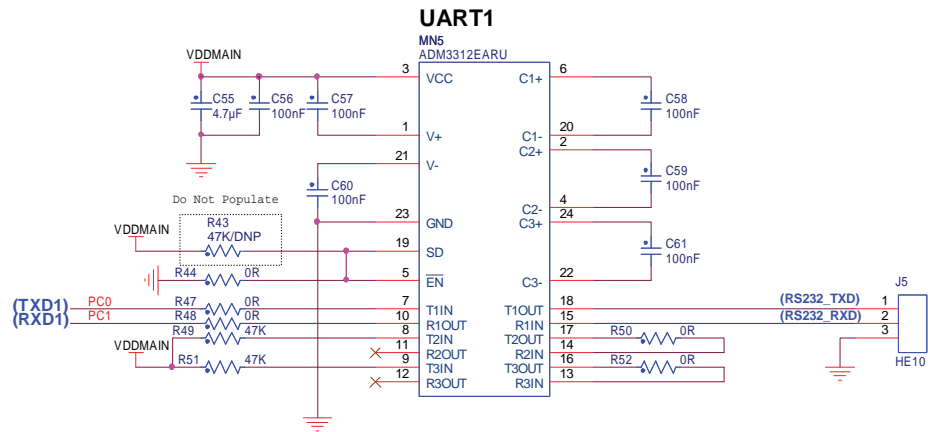 UART1
MN5
ADM3312EARU
VDDMAIN
3 VCC C1+ 6
C55 4.7µF
C56 100nF
C57 100nF
C58 100nF
1 V+ C1- 20
C2+ 2
21 V-
C60 100nF
C59 100nF
C2- 4
23 GND C3+ 24
Do Not Populate
VDDMAIN
R43
47K/DNP
19 SD
C61 100nF
R44 0R
5 EN C3- 22
(TXD1) PC0 R47 0R 7 T1IN T1OUT 18 (RS232_TXD) 1
(RXD1) PC1 R48 0R 10 R1OUT R1IN 15 (RS232_RXD) 2
R49 47K 8 T2IN T2OUT 17 R50 0R 3
VDDMAIN
11 R2OUT R2IN 14
R51 47K 9 T3IN T3OUT 16 R52 0R
12 R3OUT R3IN 13
J5
HE10